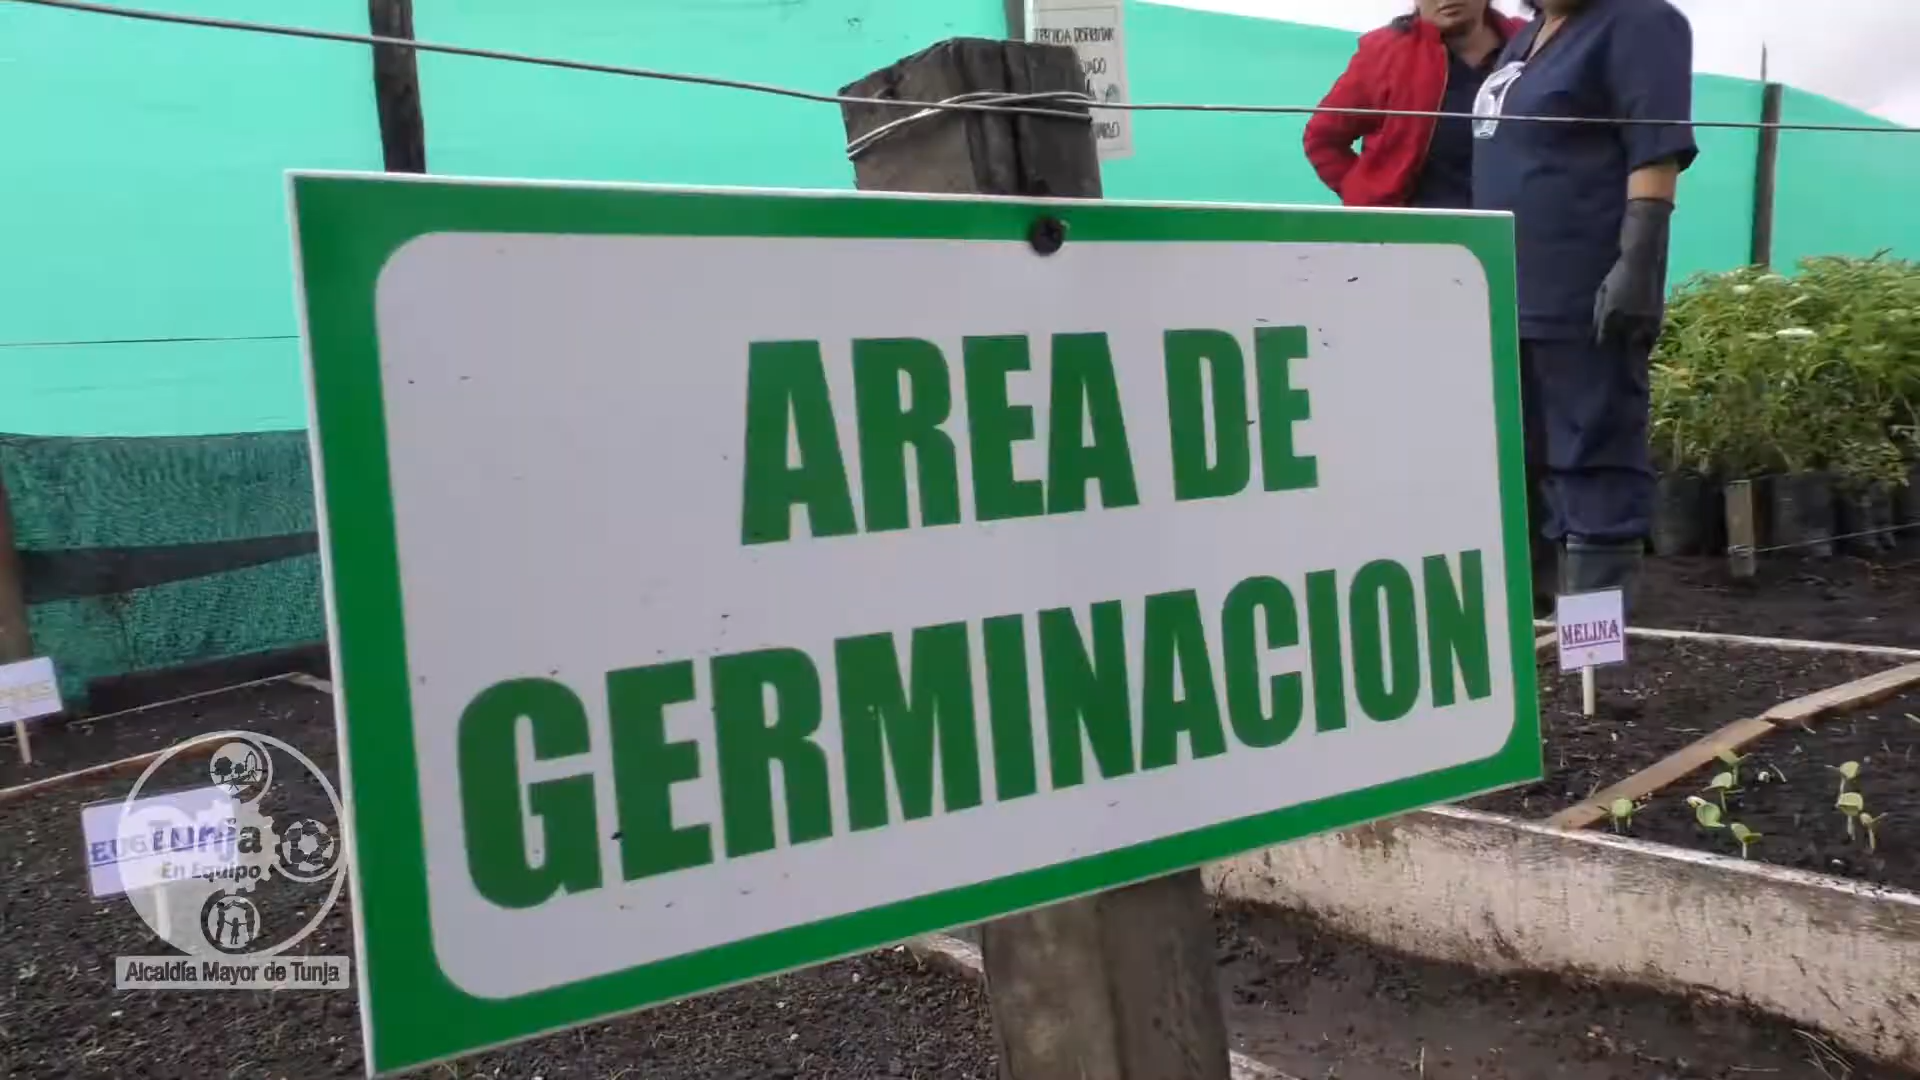 AREA DE
GERMINACION
MELINA
Tunja
En Equipo
Alcaldía Mayor de Tunja